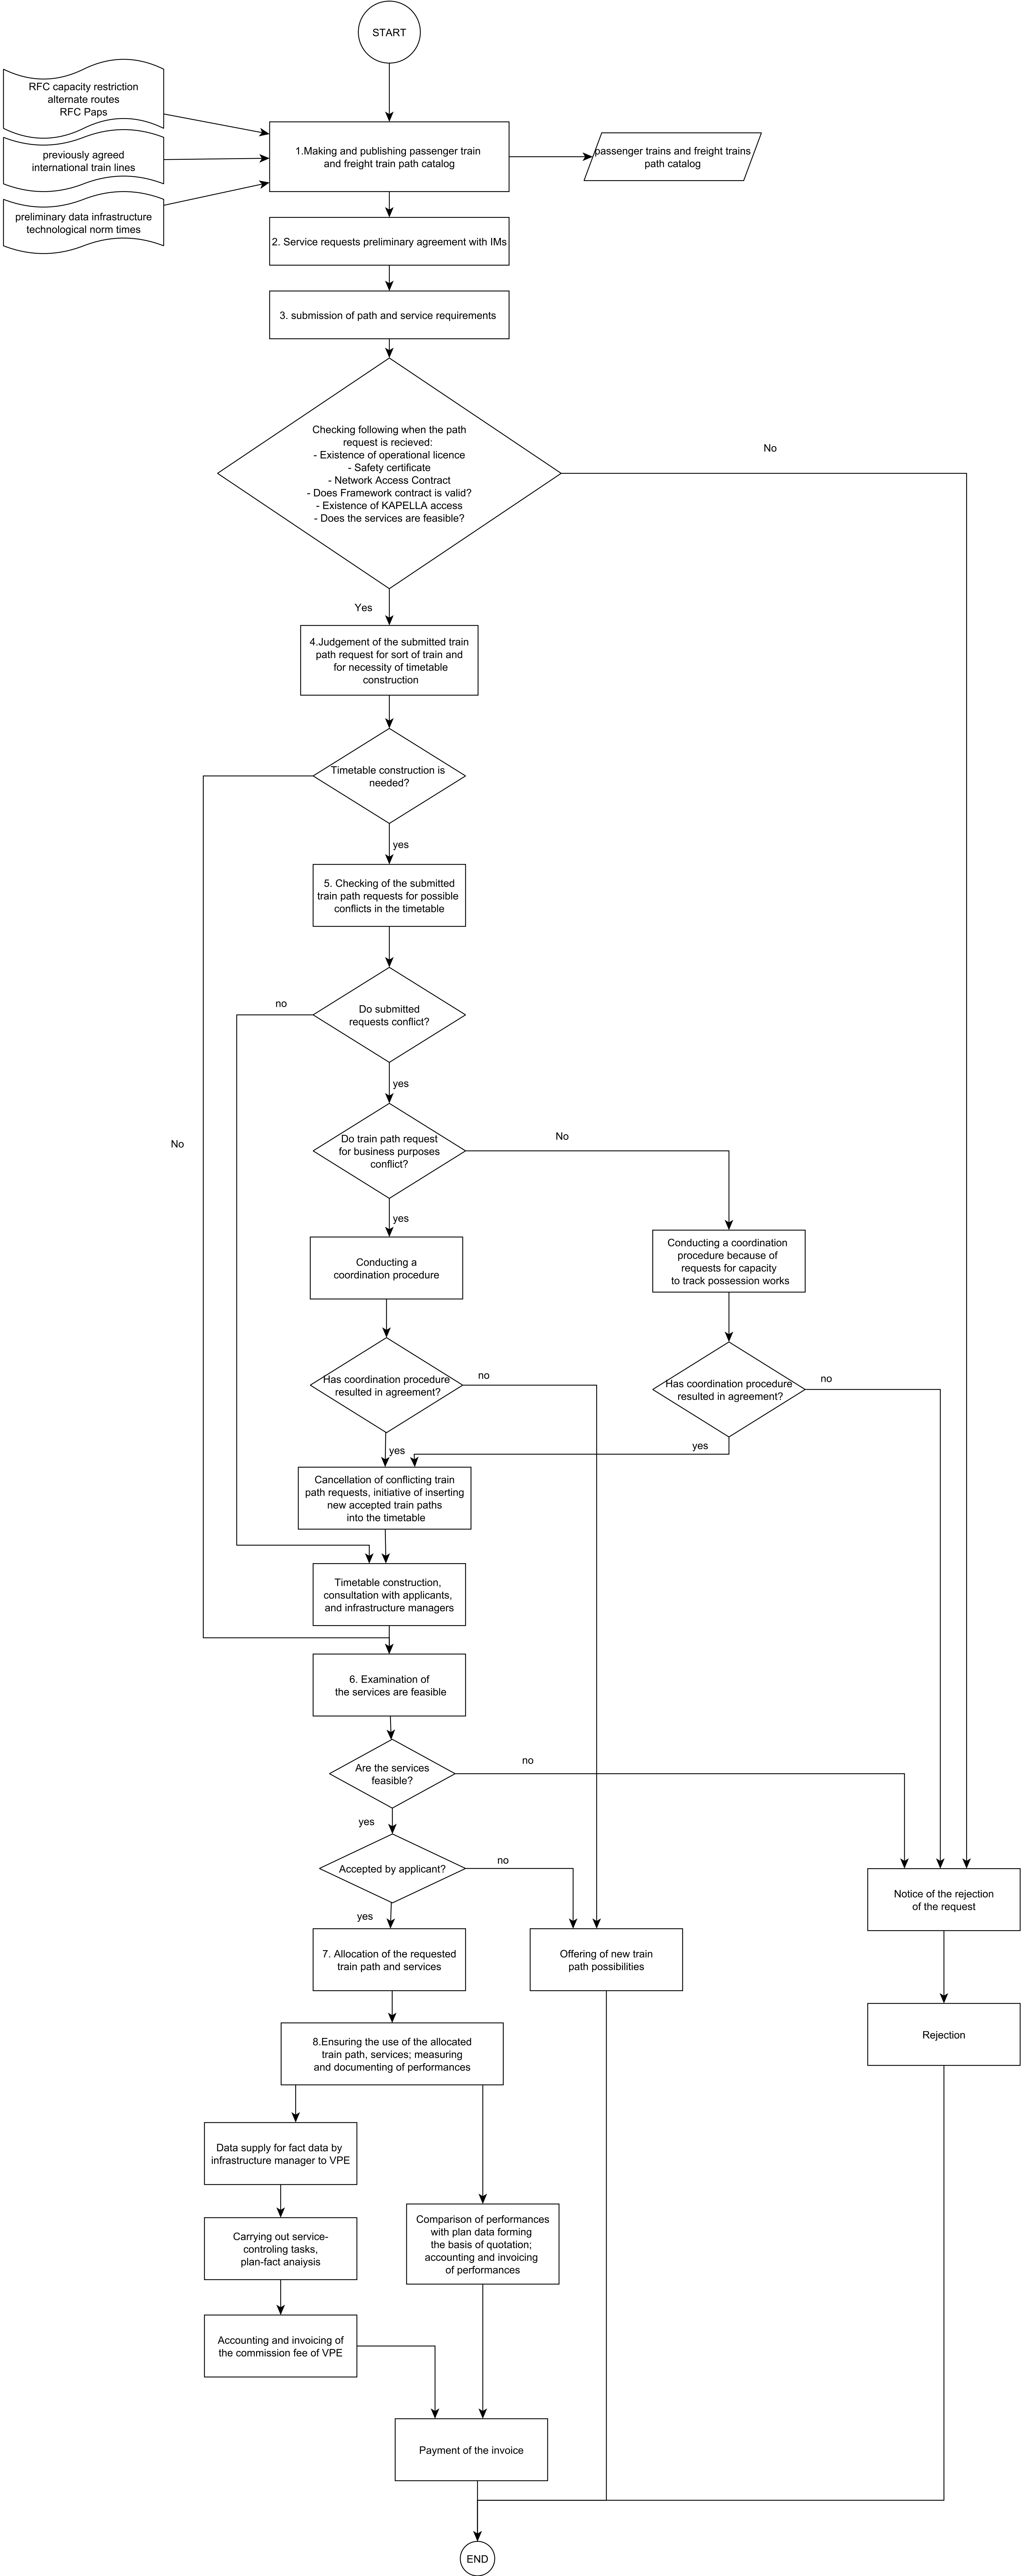 START
RFC capacity restriction
alternate routes
RFC Paps
previously agreed
international train lines
preliminary data infrastructure
technological norm times
1.Making and publishing passenger train
and freight train path catalog
passenger trains and freight trains
path catalog
2. Service requests preliminary agreement with IMs
3. submission of path and service requirements
Checking following when the path
request is recieved:
- Existence of operational licence
- Safety certificate
- Network Access Contract
- Does Framework contract is valid?
- Existence of KAPELLA access
- Does the services are feasible?
No
Yes
4.Judgement of the submitted train
path request for sort of train and
for necessity of timetable
construction
Timetable construction is
needed?
yes
5. Checking of the submitted
train path requests for possible
conflicts in the timetable
no
Do submitted
requests conflict?
yes
No
Do train path request
for business purposes
conflict?
No
yes
Conducting a
coordination procedure
Conducting a coordination
procedure because of
requests for capacity
to track possession works
Has coordination procedure
resulted in agreement?
no
Has coordination procedure
resulted in agreement?
no
yes
yes
Cancellation of conflicting train
path requests, initiative of inserting
new accepted train paths
into the timetable
Timetable construction,
consultation with applicants,
and infrastructure managers
6. Examination of
the services are feasible
Are the services
feasible?
no
yes
Accepted by applicant?
no
yes
Notice of the rejection
of the request
7. Allocation of the requested
train path and services
Offering of new train
path possibilities
Rejection
8.Ensuring the use of the allocated
train path, services; measuring
and documenting of performances
Data supply for fact data by
infrastructure manager to VPE
Carrying out service-
controling tasks,
plan-fact anaiysis
Comparison of performances
with plan data forming
the basis of quotation;
accounting and invoicing
of performances
Accounting and invoicing of
the commission fee of VPE
Payment of the invoice
END